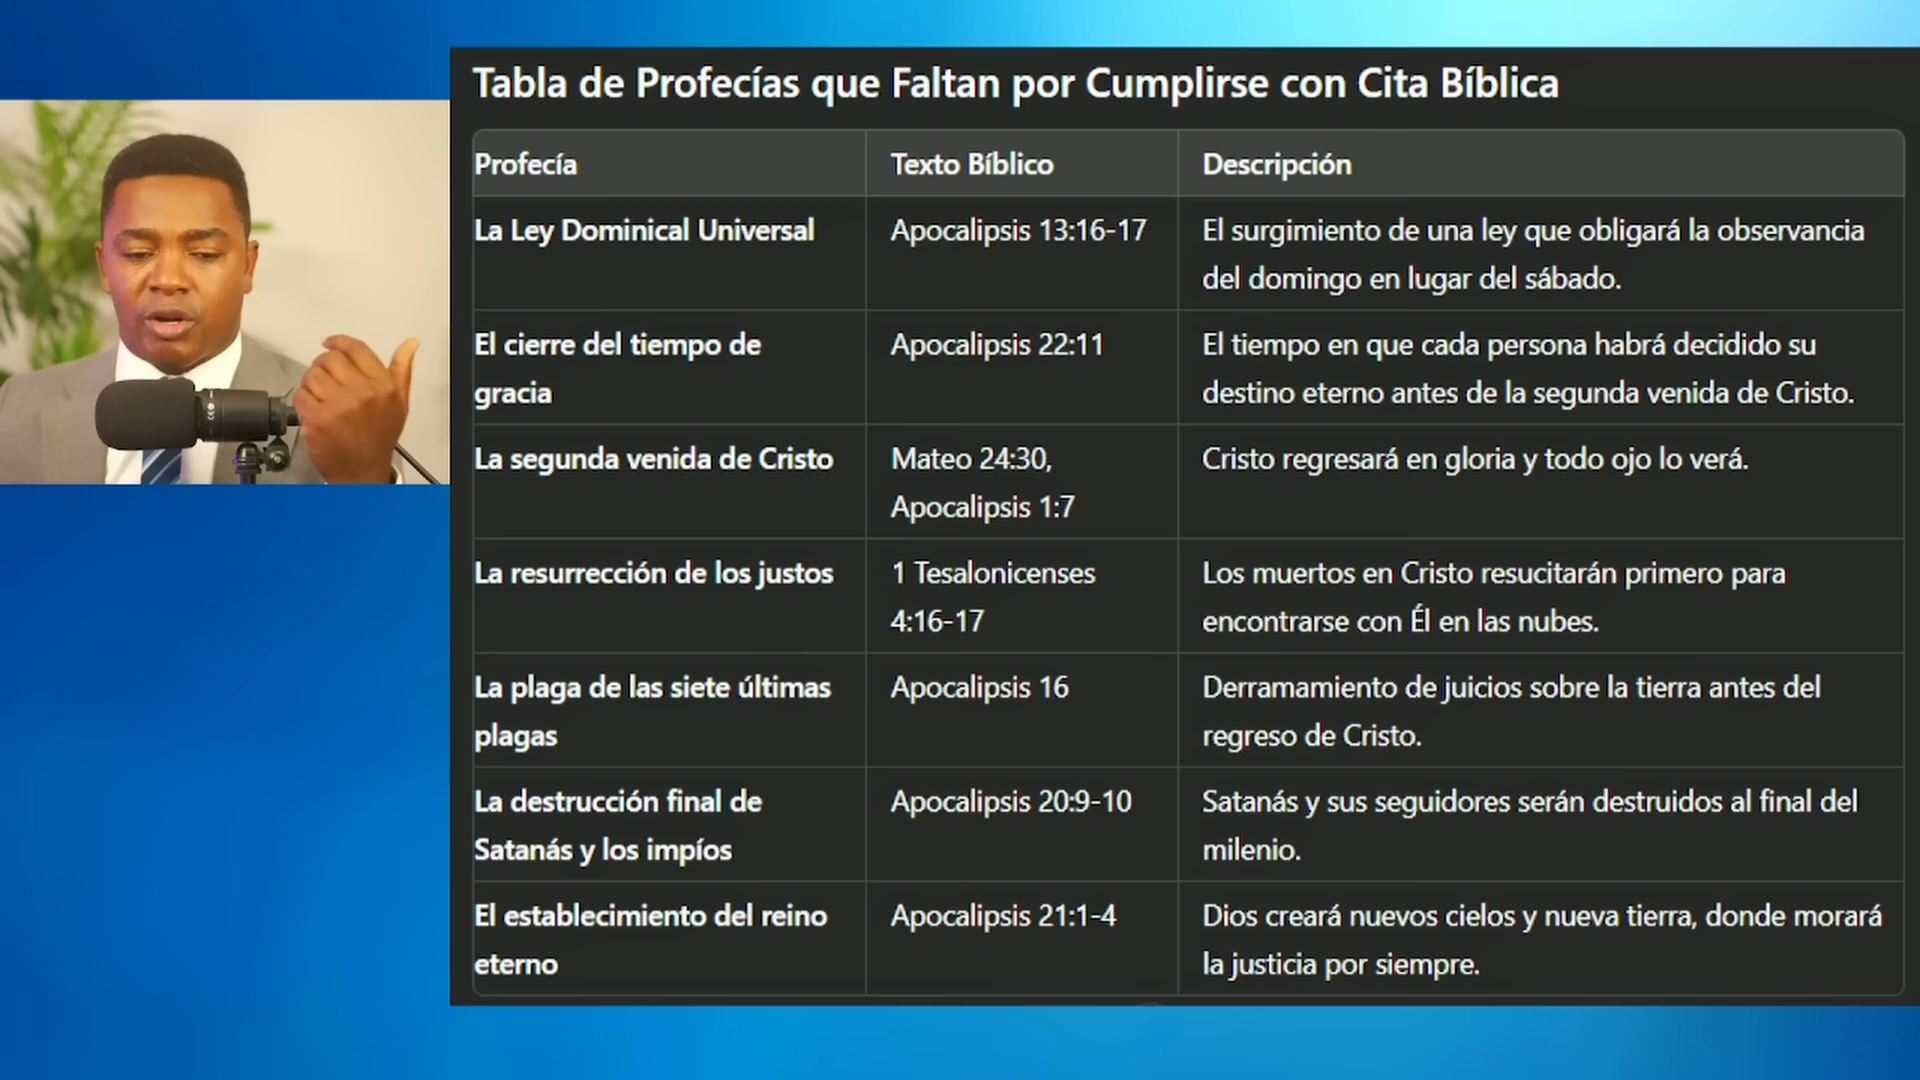 Tabla de Profecías que Faltan por Cumplirse con Cita Bíblica
Profecía
Texto Bíblico
Descripción
La Ley Dominical Universal
Apocalipsis 13:16-17
El surgimiento de una ley que obligará la observancia
del domingo en lugar del sábado.
El cierre del tiempo de
gracia
Apocalipsis 22:11
El tiempo en que cada persona habrá decidido su
destino eterno antes de la segunda venida de Cristo.
La segunda venida de Cristo
Mateo 24:30,
Apocalipsis 1:7
Cristo regresará en gloria y todo ojo lo verá.
La resurrección de los justos
1 Tesalonicenses
4:16-17
Los muertos en Cristo resucitarán primero para
encontrarse con Él en las nubes.
La plaga de las siete últimas
plagas
Apocalipsis 16
Derramamiento de juicios sobre la tierra antes del
regreso de Cristo.
La destrucción final de
Satanás y los impíos
Apocalipsis 20:9-10
Satanás y sus seguidores serán destruidos al final del
milenio.
El establecimiento del reino
eterno
Apocalipsis 21:1-4
Dios creará nuevos cielos y nueva tierra, donde morará
la justicia por siempre.